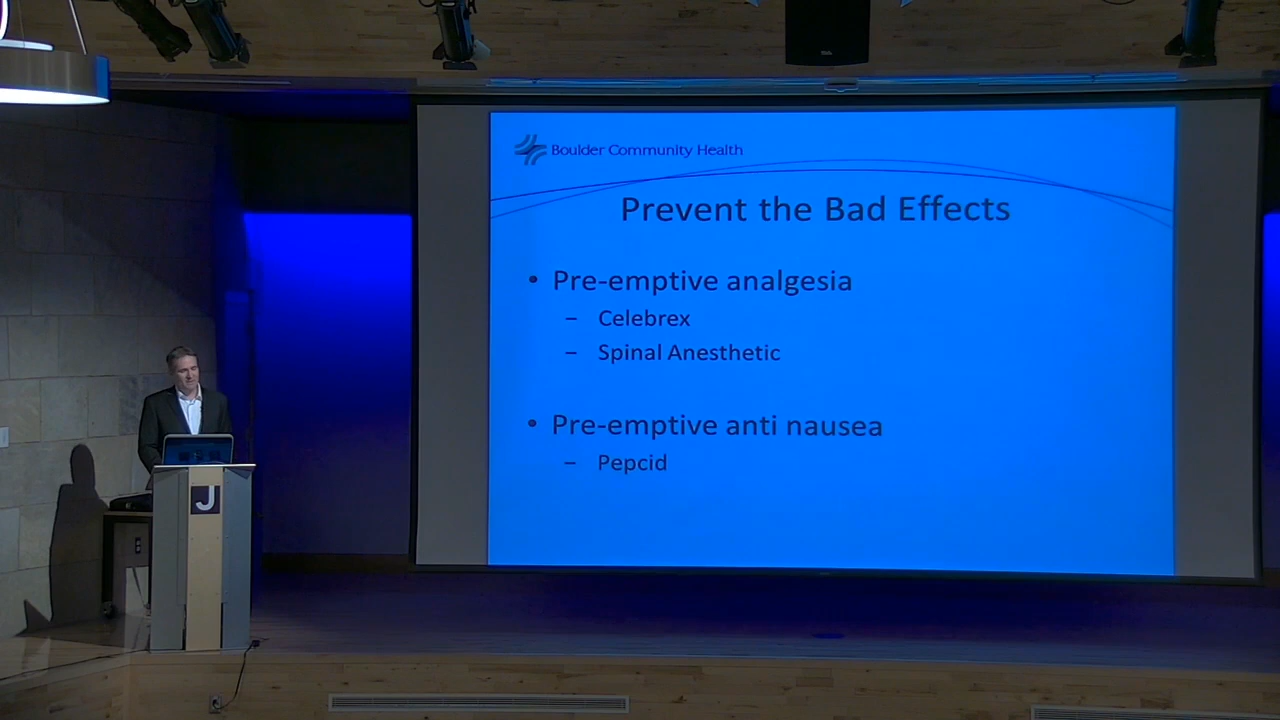 Boulder Community Health
Prevent the Bad Effects
• Pre-emptive analgesia
– Celebrex
– Spinal Anesthetic
• Pre-emptive anti nausea
– Pepcid
J